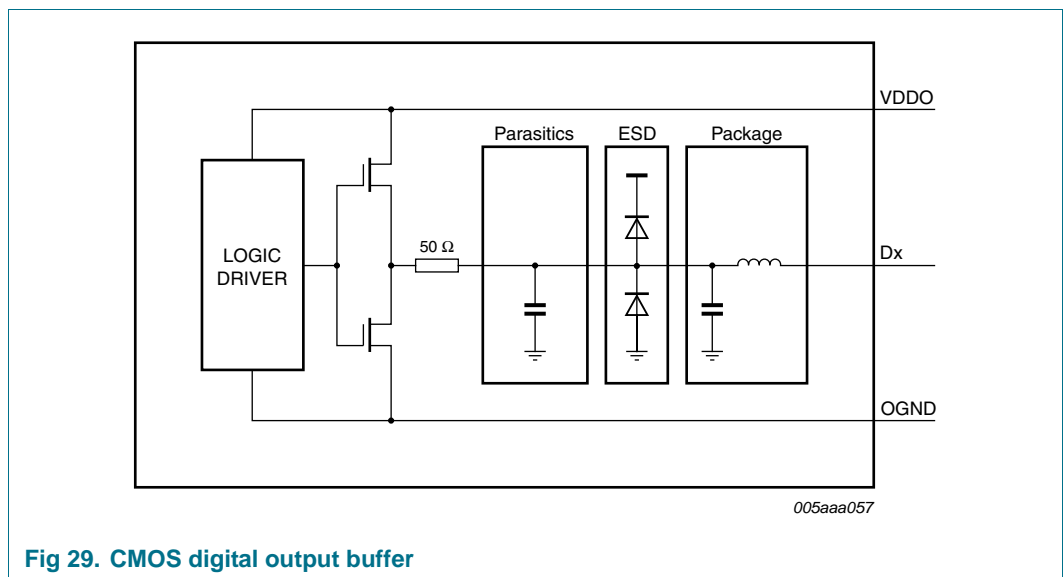 VDDO
Parasitics
ESD
Package
LOGIC
DRIVER
50 Ω
Dx
OGND
005aaa057
Fig 29. CMOS digital output buffer